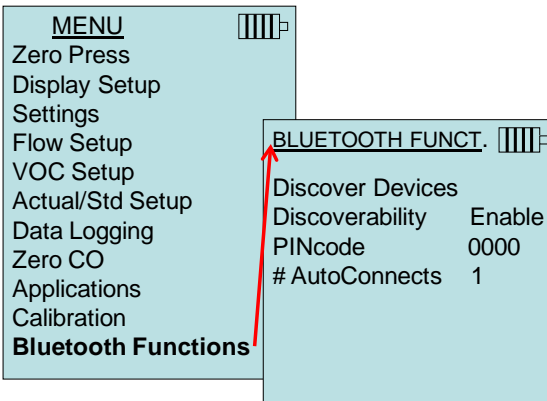 MENU
Zero Press
Display Setup
Settings
Flow Setup
VOC Setup
Actual/Std Setup
Data Logging
Zero CO
Applications
Calibration
Bluetooth Functions
BLUETOOTH FUNCT.
Discover Devices
Discoverability Enable
PINcode 0000
# AutoConnects 1